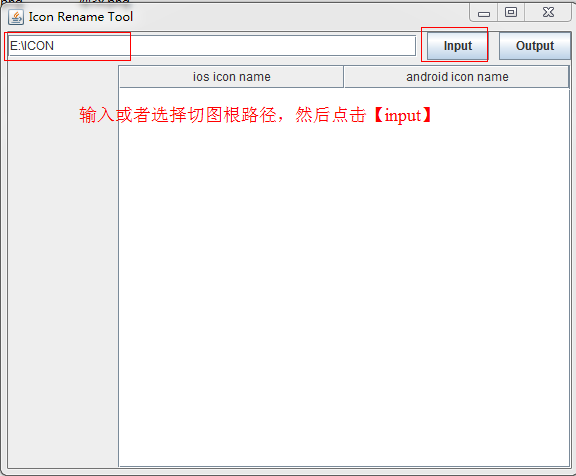 Icon Rename Tool
E:\ICON
Input
Output
ios icon name
android icon name
输入或者选择切图根路径，然后点击【input】